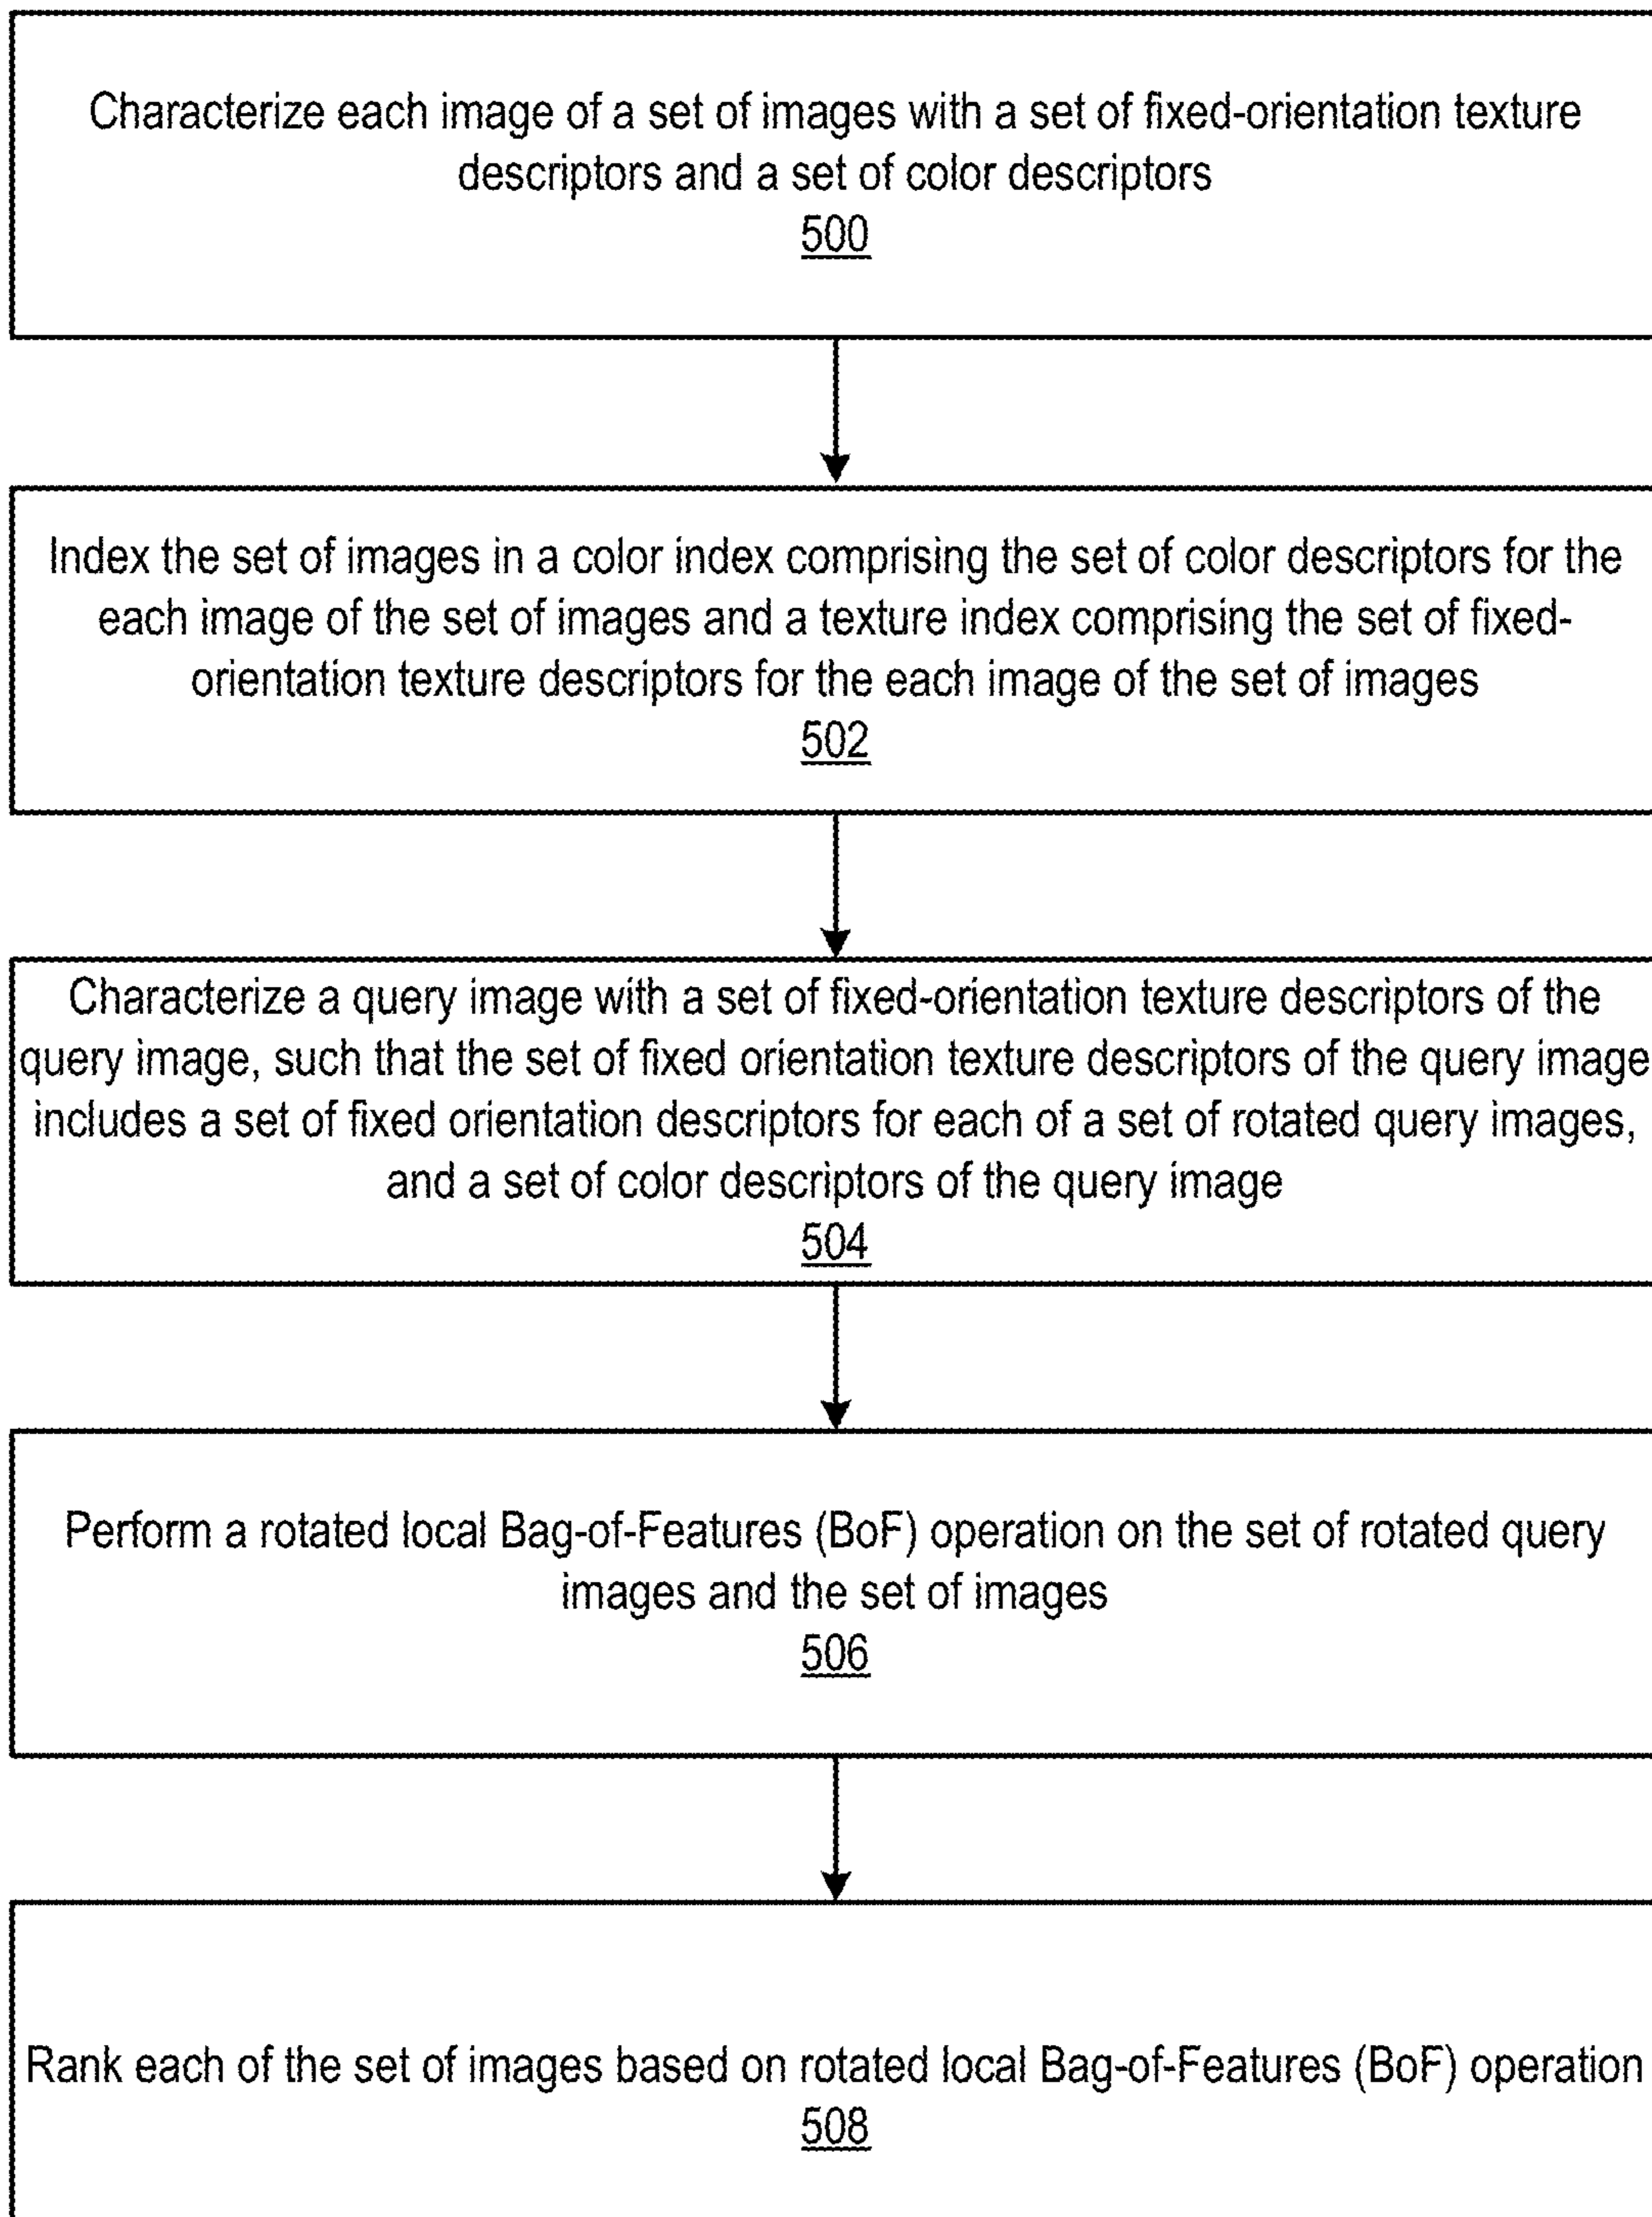 Characterize each image of a set of images with a set of fixed-orientation texture
descriptors and a set of color descriptors
500
Index the set of images in a color index comprising the set of color descriptors for the
each image of the set of images and a texture index comprising the set of fixed-
orientation texture descriptors for the each image of the set of images
502
Characterize a query image with a set of fixed-orientation texture descriptors of the
query image, such that the set of fixed orientation texture descriptors of the query image
includes a set of fixed orientation descriptors for each of a set of rotated query images,
and a set of color descriptors of the query image
504
Perform a rotated local Bag-of-Features (BoF) operation on the set of rotated query
images and the set of images
506
Rank each of the set of images based on rotated local Bag-of-Features (BoF) operation
508